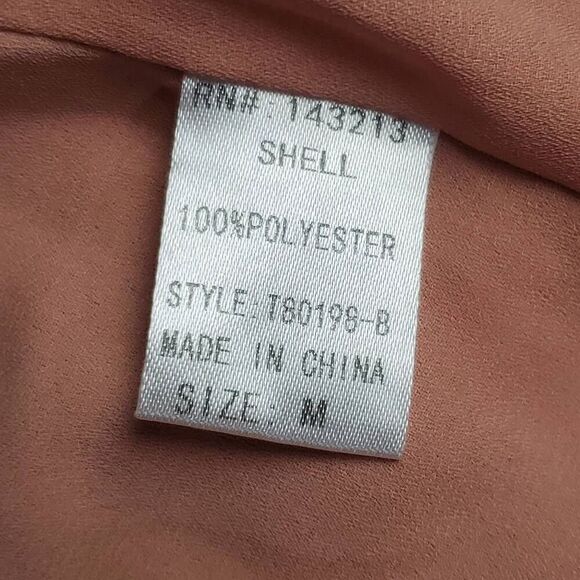 RN#: 143213
SHELL
100%POLYESTER
STYLE:T80198-B
MADE IN CHINA
SIZE: M